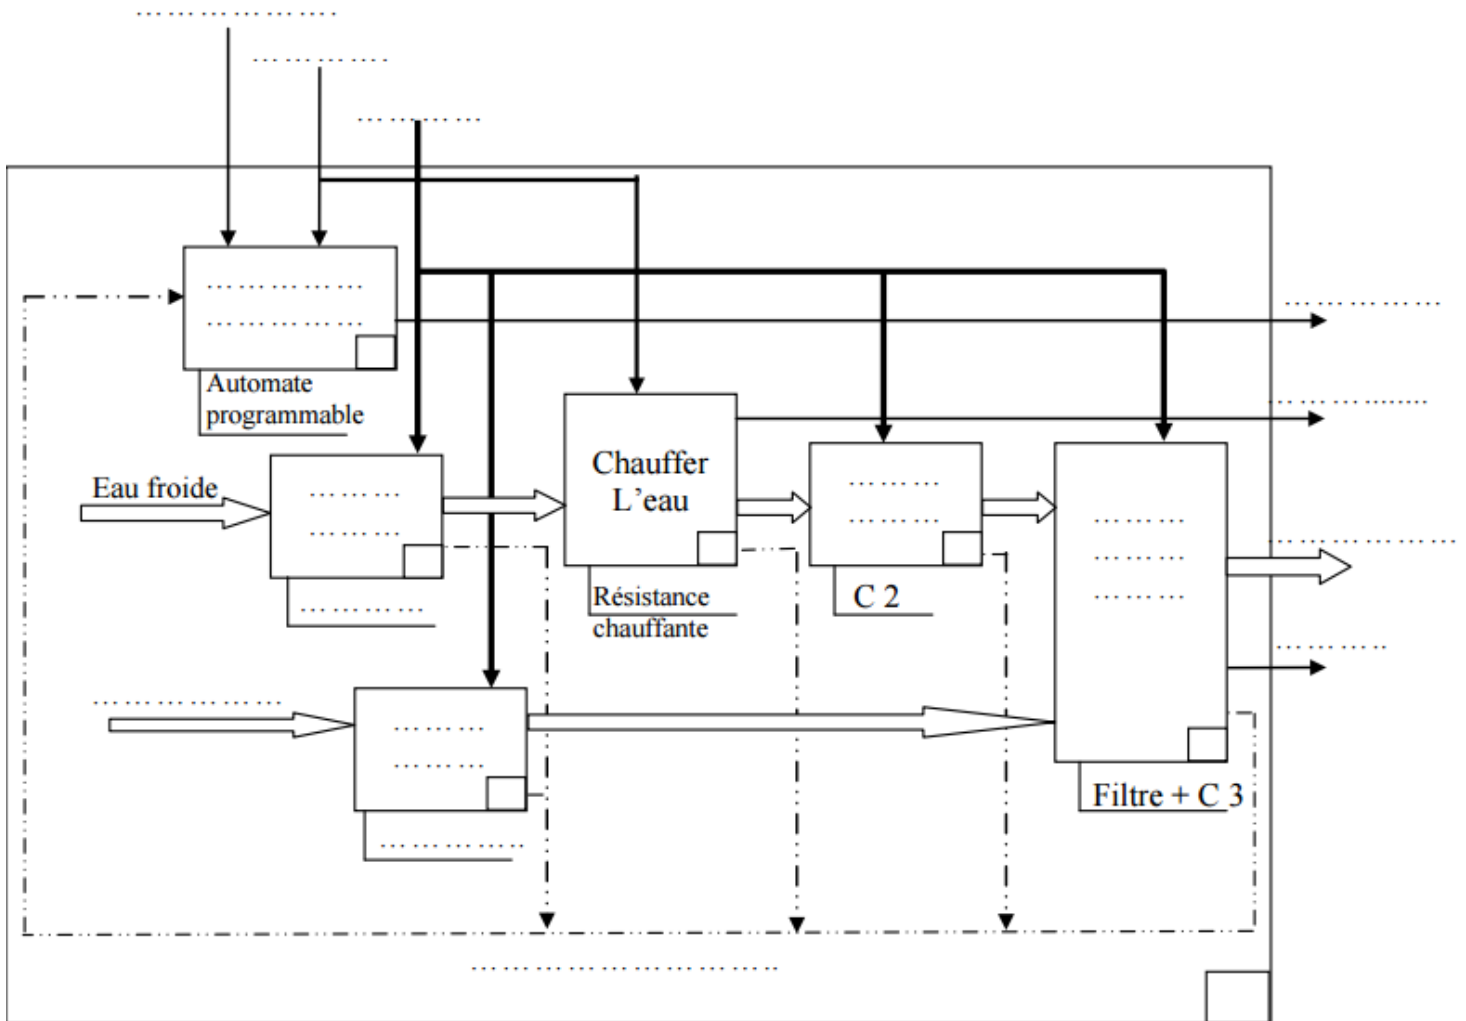 Automate
programmable
Eau froide
Chauffer
L'eau
Résistance
chauffante
C 2
Filtre + C 3